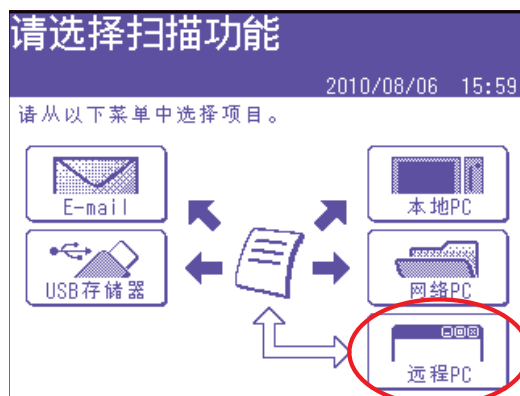 请选择扫描功能
2010/08/06 15:59
请从以下菜单中选择项目。
E-mail
本地PC
USB存储器
网络PC
远程PC